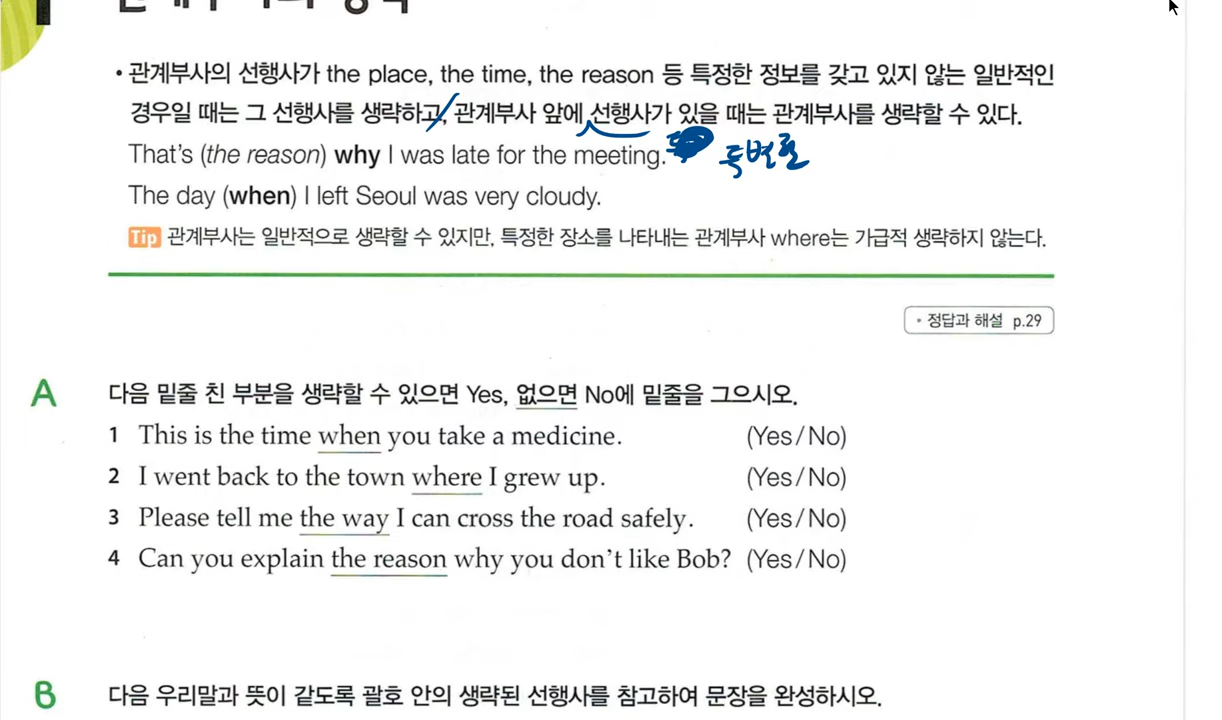 • 관계부사의 선행사가 the place, the time, the reason 등 특정한 정보를 갖고 있지 않는 일반적인
경우일 때는 그 선행사를 생략하고, 관계부사 앞에 선행사가 있을 때는 관계부사를 생략할 수 있다.
That's (the reason) why I was late for the meeting.
The day (when) I left Seoul was very cloudy.
Tip 관계부사는 일반적으로 생략할 수 있지만, 특정한 장소를 나타내는 관계부사 where는 가급적 생략하지 않는다.
• 정답과 해설 p.29
A 다음 밑줄 친 부분을 생략할 수 있으면 Yes, 없으면 No에 밑줄을 그으시오.
1 This is the time when you take a medicine. (Yes/No)
2 I went back to the town where I grew up. (Yes/No)
3 Please tell me the way I can cross the road safely. (Yes/No)
4 Can you explain the reason why you don't like Bob? (Yes/No)
B 다음 우리말과 뜻이 같도록 괄호 안의 생략된 선행사를 참고하여 문장을 완성하시오.